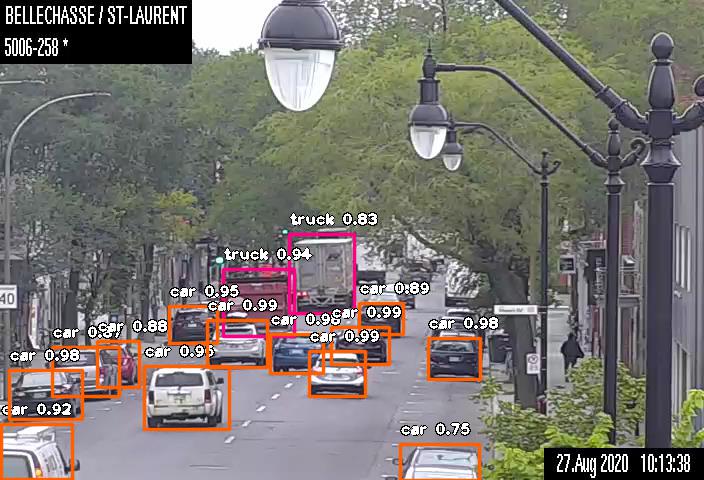 BELLECHASSE / ST-LAURENT
5006-258 *
truck 0.83
truck 0.94
car 0.89
car 0.95
car 0.99
car 0.99
car 0.99
car 0.98
car 0.88
car 0.98
car 0.92
car 0.75
40
27.Aug 2020 10:13:38